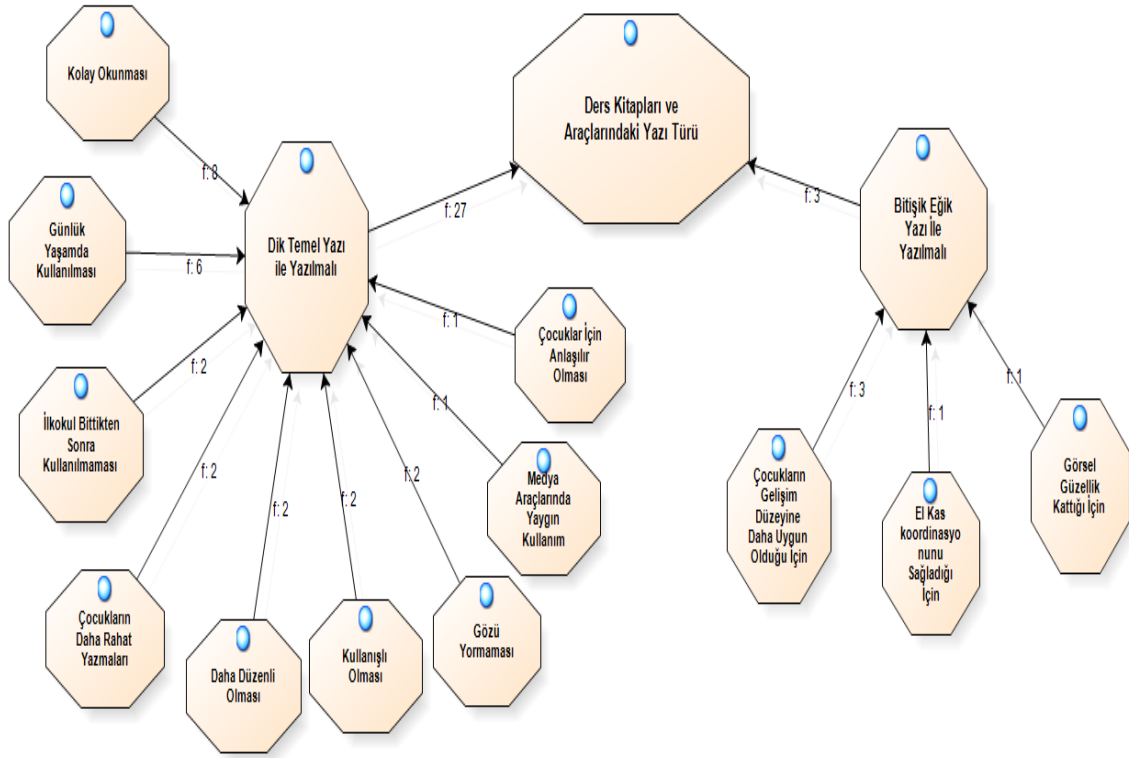 Kolay Okunması
f: 8
Ders Kitapları ve
Araçlarındaki Yazı Türü
Günlük
Yaşamda
Kullanılması
f: 6
Dik Temel Yazı
ile Yazılmalı
f: 27
f: 3
Bitişik Eğik
Yazı İle
Yazılmalı
İlkokul Bittikten
Sonra
Kullanılmaması
f: 2
Çocuklar İçin
Anlaşılır
Olması
f: 1
Çocukların
Daha Rahat
Yazmaları
f: 2
Daha Düzenli
Olması
f: 2
Kullanışlı
Olması
f: 2
Gözü
Yormaması
f: 2
Medya
Araçlarında
Yaygın
Kullanım
f: 1
Çocukların
Gelişim
Düzeyine
Daha Uygun
Olduğu İçin
f: 3
El Kas
koordinasyo
nunu
Sağladığı
İçin
f: 1
Görsel
Güzellik
Kattığı İçin
f: 1